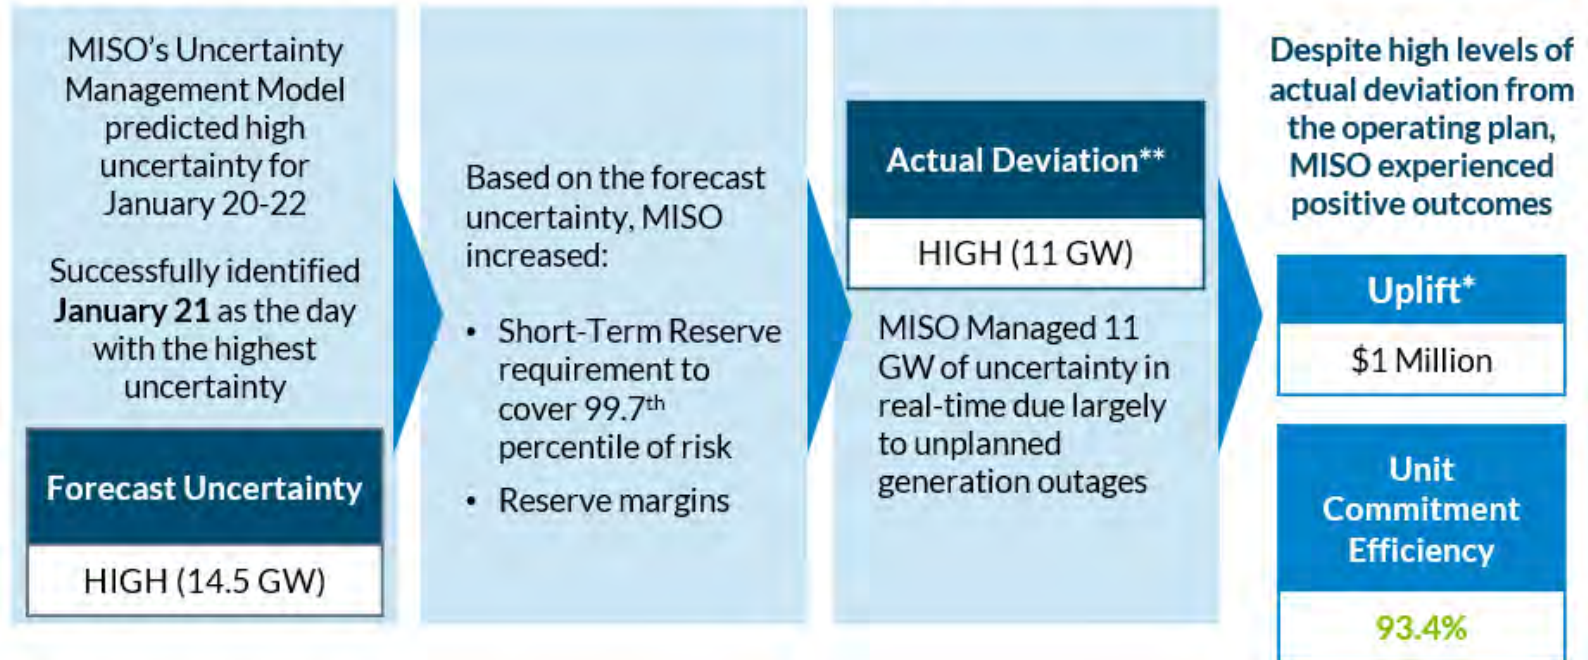 MISO's Uncertainty
Management Model
predicted high
uncertainty for
January 20-22
Successfully identified
January 21 as the day
with the highest
uncertainty
Forecast Uncertainty
HIGH (14.5 GW)
Based on the forecast
uncertainty, MISO
increased:
• Short-Term Reserve
requirement to
cover 99.7th
percentile of risk
• Reserve margins
Actual Deviation**
HIGH (11 GW)
MISO Managed 11
GW of uncertainty in
real-time due largely
to unplanned
generation outages
Despite high levels of
actual deviation from
the operating plan,
MISO experienced
positive outcomes
Uplift*
$1 Million
Unit
Commitment
Efficiency
93.4%